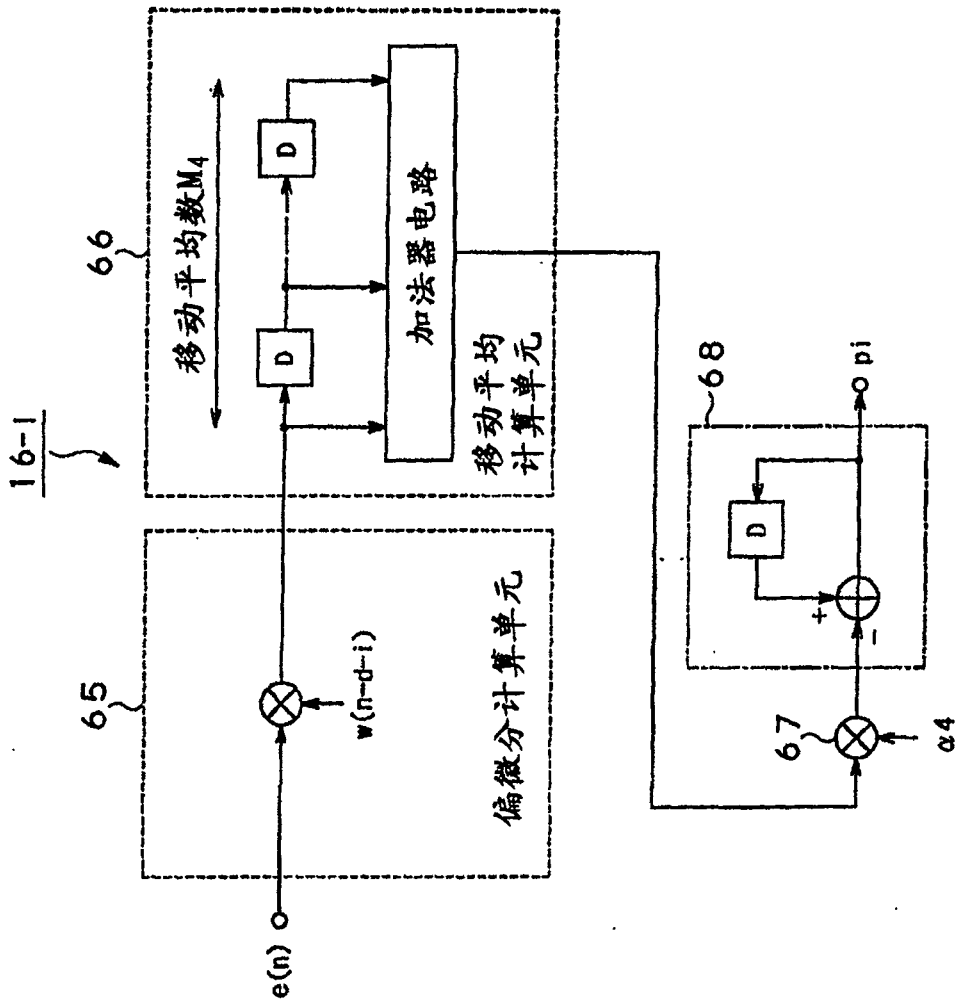 16-1
65
66
移动平均数M4
D
D
加法器电路
移动平均
计算单元
e(n)
w(n-d-i)
偏微分计算单元
67
α4
68
D
+
−
pi